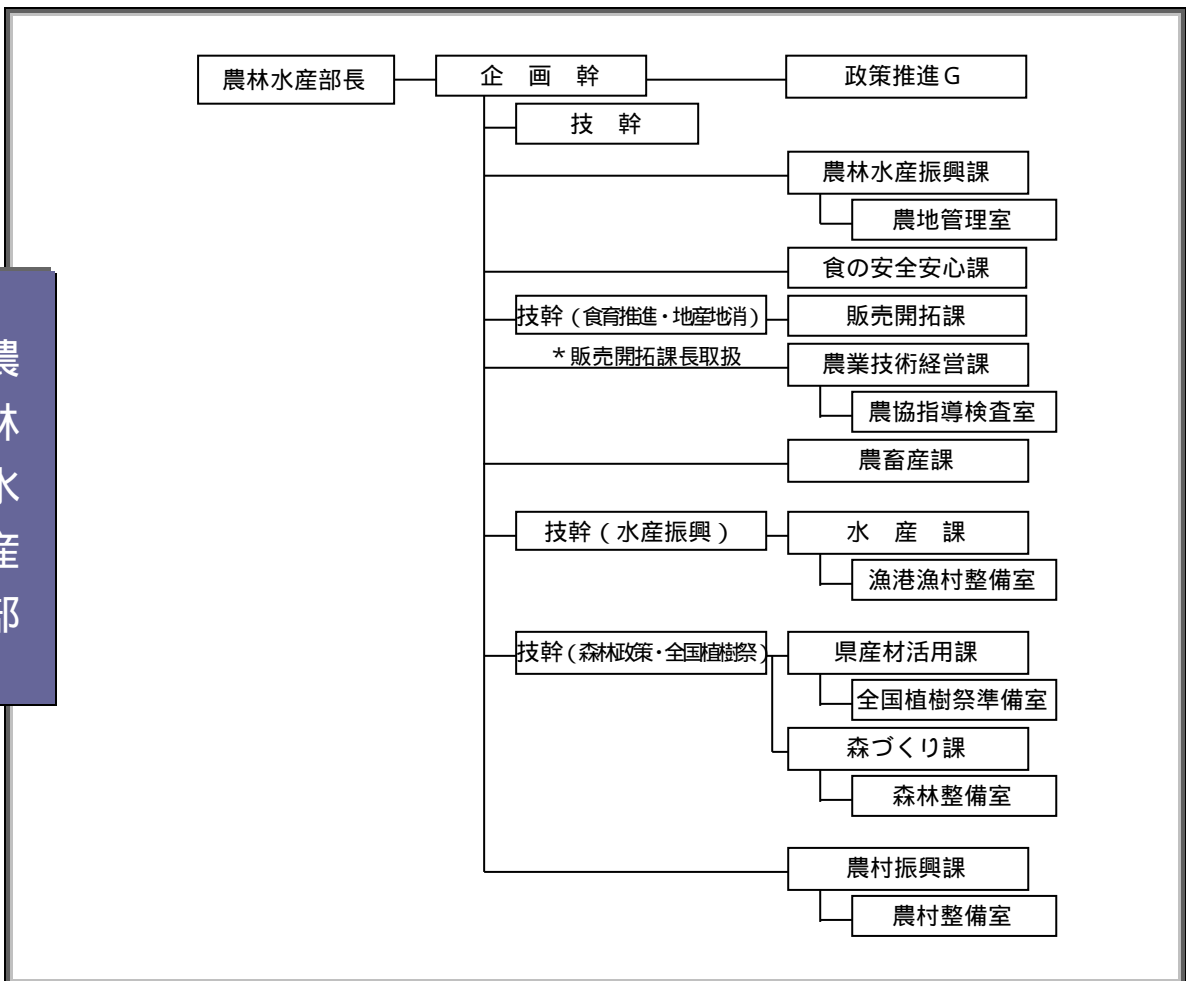 農林水産部
農林水産部長
企　画　幹
政策推進Ｇ
技　幹
農林水産振興課
農地管理室
食の安全安心課
技幹（食育推進・地産地消）
販売開拓課
＊販売開拓課長取扱
農業技術経営課
農協指導検査室
農畜産課
技幹（水産振興）
水　産　課
漁港漁村整備室
技幹（森林政策・全国植樹祭）
県産材活用課
全国植樹祭準備室
森づくり課
森林整備室
農村振興課
農村整備室